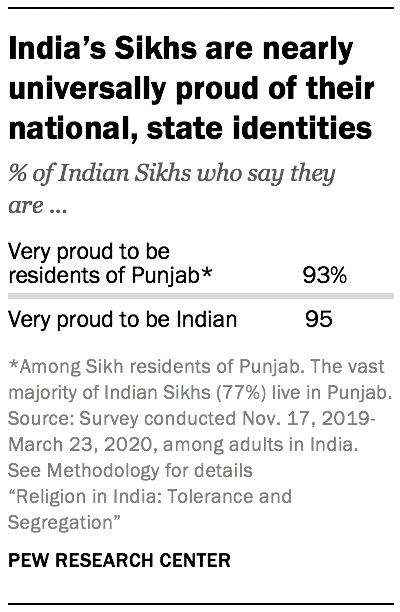 India’s Sikhs are nearly
universally proud of their
national, state identities
% of Indian Sikhs who say they
are ...
Very proud to be
residents of Punjab* 93%
Very proud to be Indian 95
*Among Sikh residents of Punjab. The vast
majority of Indian Sikhs (77%) live in Punjab.
Source: Survey conducted Nov. 17, 2019-
March 23, 2020, among adults in India.
See Methodology for details
“Religion in India: Tolerance and
Segregation”
PEW RESEARCH CENTER